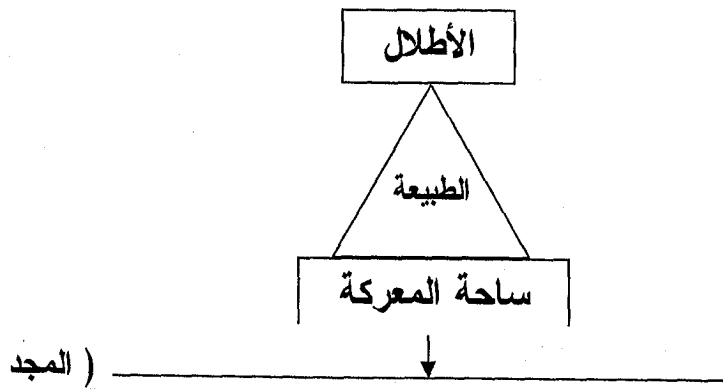 الأطلال
الطبيعة
ساحة المعركة
( المجد